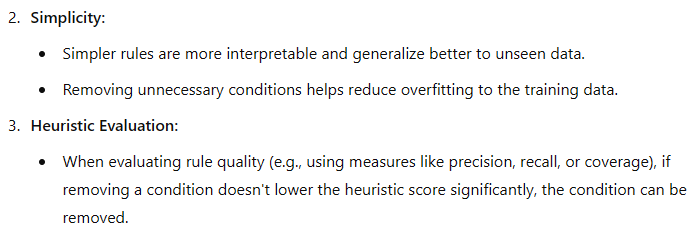 2. Simplicity:
• Simpler rules are more interpretable and generalize better to unseen data.
• Removing unnecessary conditions helps reduce overfitting to the training data.
3. Heuristic Evaluation:
• When evaluating rule quality (e.g., using measures like precision, recall, or coverage), if
removing a condition doesn't lower the heuristic score significantly, the condition can be
removed.